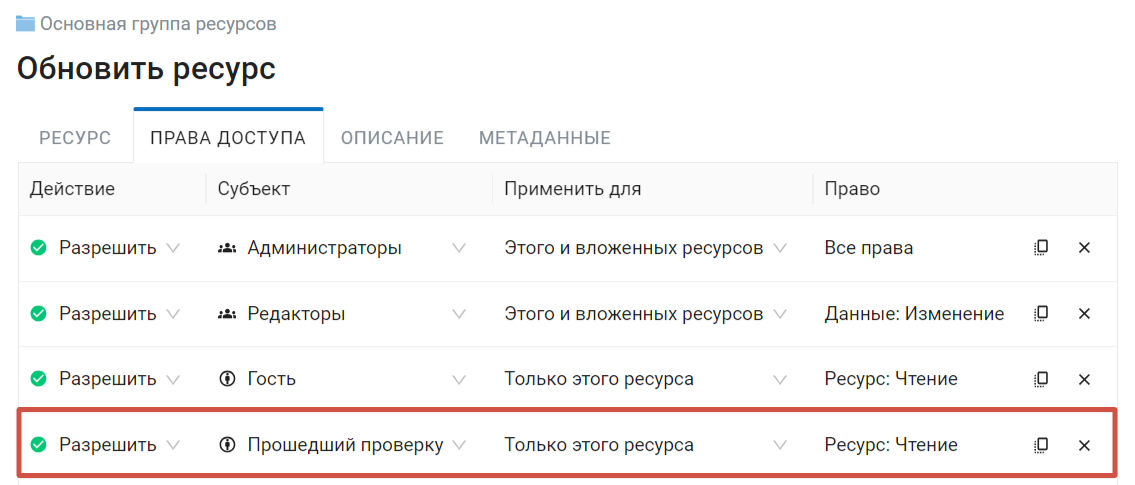 Основная группа ресурсов
Обновить ресурс
РЕСУРС ПРАВА ДОСТУПА ОПИСАНИЕ МЕТАДАННЫЕ
Действие Субъект Применить для Право
Разрешить Администраторы Этого и вложенных ресурсов Все права
Разрешить Редакторы Этого и вложенных ресурсов Данные: Изменение
Разрешить Гость Только этого ресурса Ресурс: Чтение
Разрешить Прошедший проверку Только этого ресурса Ресурс: Чтение